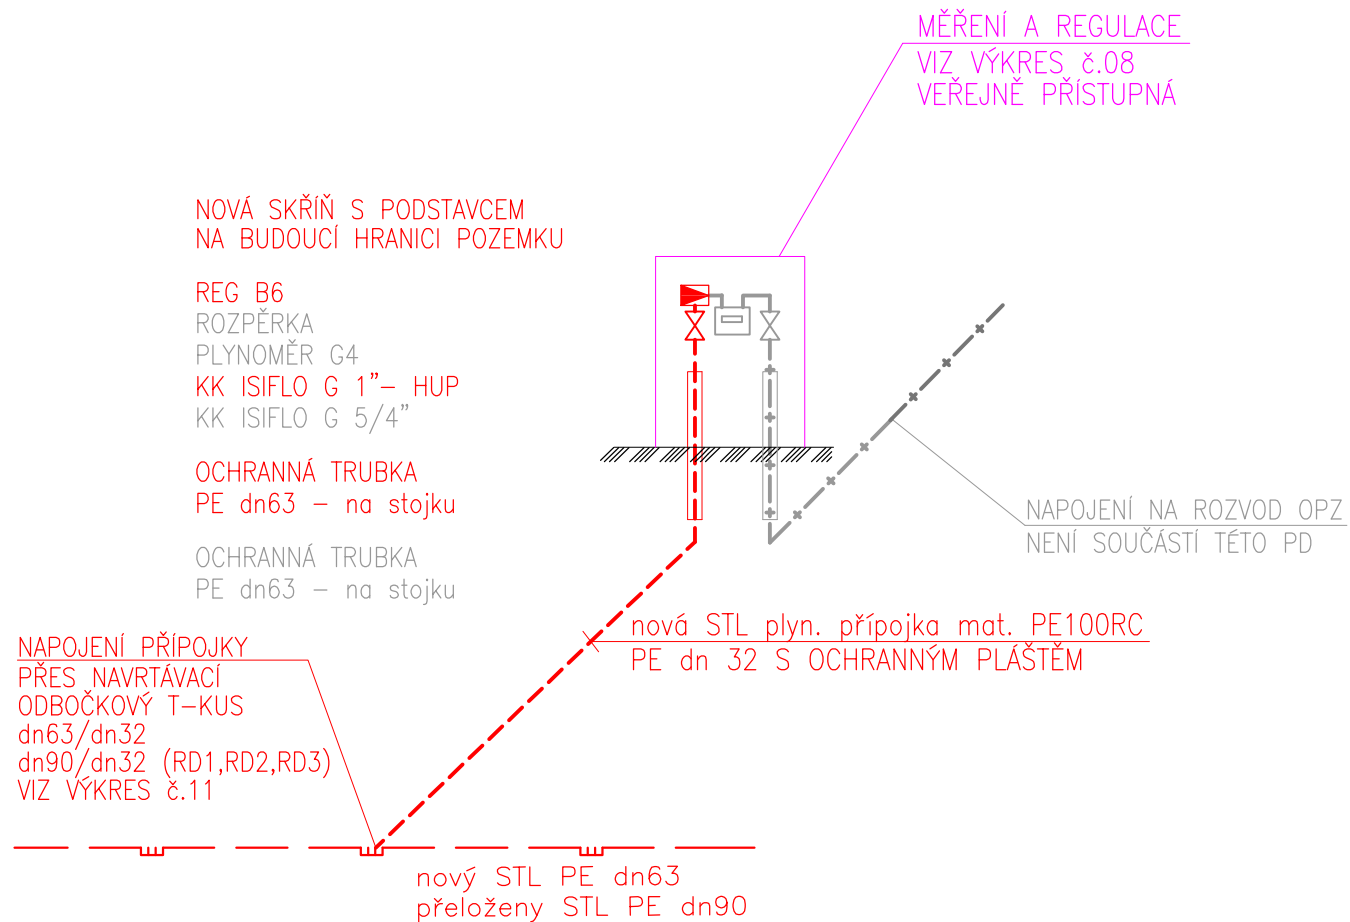 MĚŘENÍ A REGULACE
VIZ VÝKRES č.08
VEŘEJNĚ PŘÍSTUPNÁ
NOVÁ SKŘÍŇ S PODSTAVCEM
NA BUDOUCÍ HRANICI POZEMKU
REG B6
ROZPĚRKA
PLYNOMĚR G4
KK ISIFLO G 1”– HUP
KK ISIFLO G 5/4”
OCHRANNÁ TRUBKA
PE dn63 – na stojku
OCHRANNÁ TRUBKA
PE dn63 – na stojku
NAPOJENÍ NA ROZVOD OPZ
NENÍ SOUČÁSTÍ TÉTO PD
nová STL plyn. přípojka mat. PE100RC
PE dn 32 S OCHRANNÝM PLÁŠTĚM
NAPOJENÍ PŘÍPOJKY
PŘES NAVRTÁVACÍ
ODBOČKOVÝ T–KUS
dn63/dn32
dn90/dn32 (RD1,RD2,RD3)
VIZ VÝKRES č.11
nový STL PE dn63
přeloženy STL PE dn90